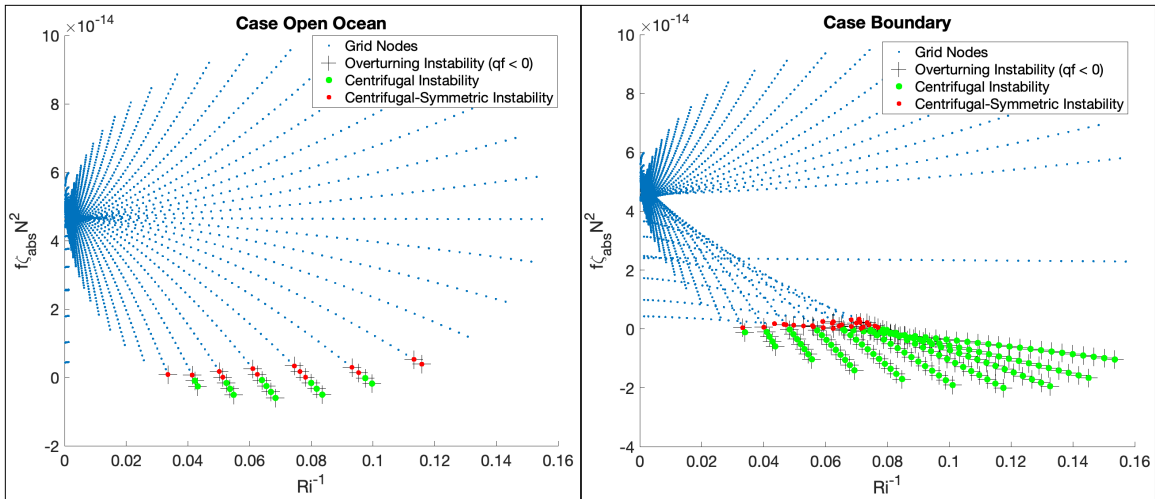 Case Open Ocean
×10⁻¹⁴
10
8
6
4
2
0
-2
fζabsN²
0
0.02
0.04
0.06
0.08
0.1
0.12
0.14
0.16
Ri⁻¹
Grid Nodes
Overturning Instability (qf < 0)
Centrifugal Instability
Centrifugal-Symmetric Instability
Case Boundary
×10⁻¹⁴
10
8
6
4
2
0
-2
-4
fζabsN²
0
0.02
0.04
0.06
0.08
0.1
0.12
0.14
0.16
Ri⁻¹
Grid Nodes
Overturning Instability (qf < 0)
Centrifugal Instability
Centrifugal-Symmetric Instability